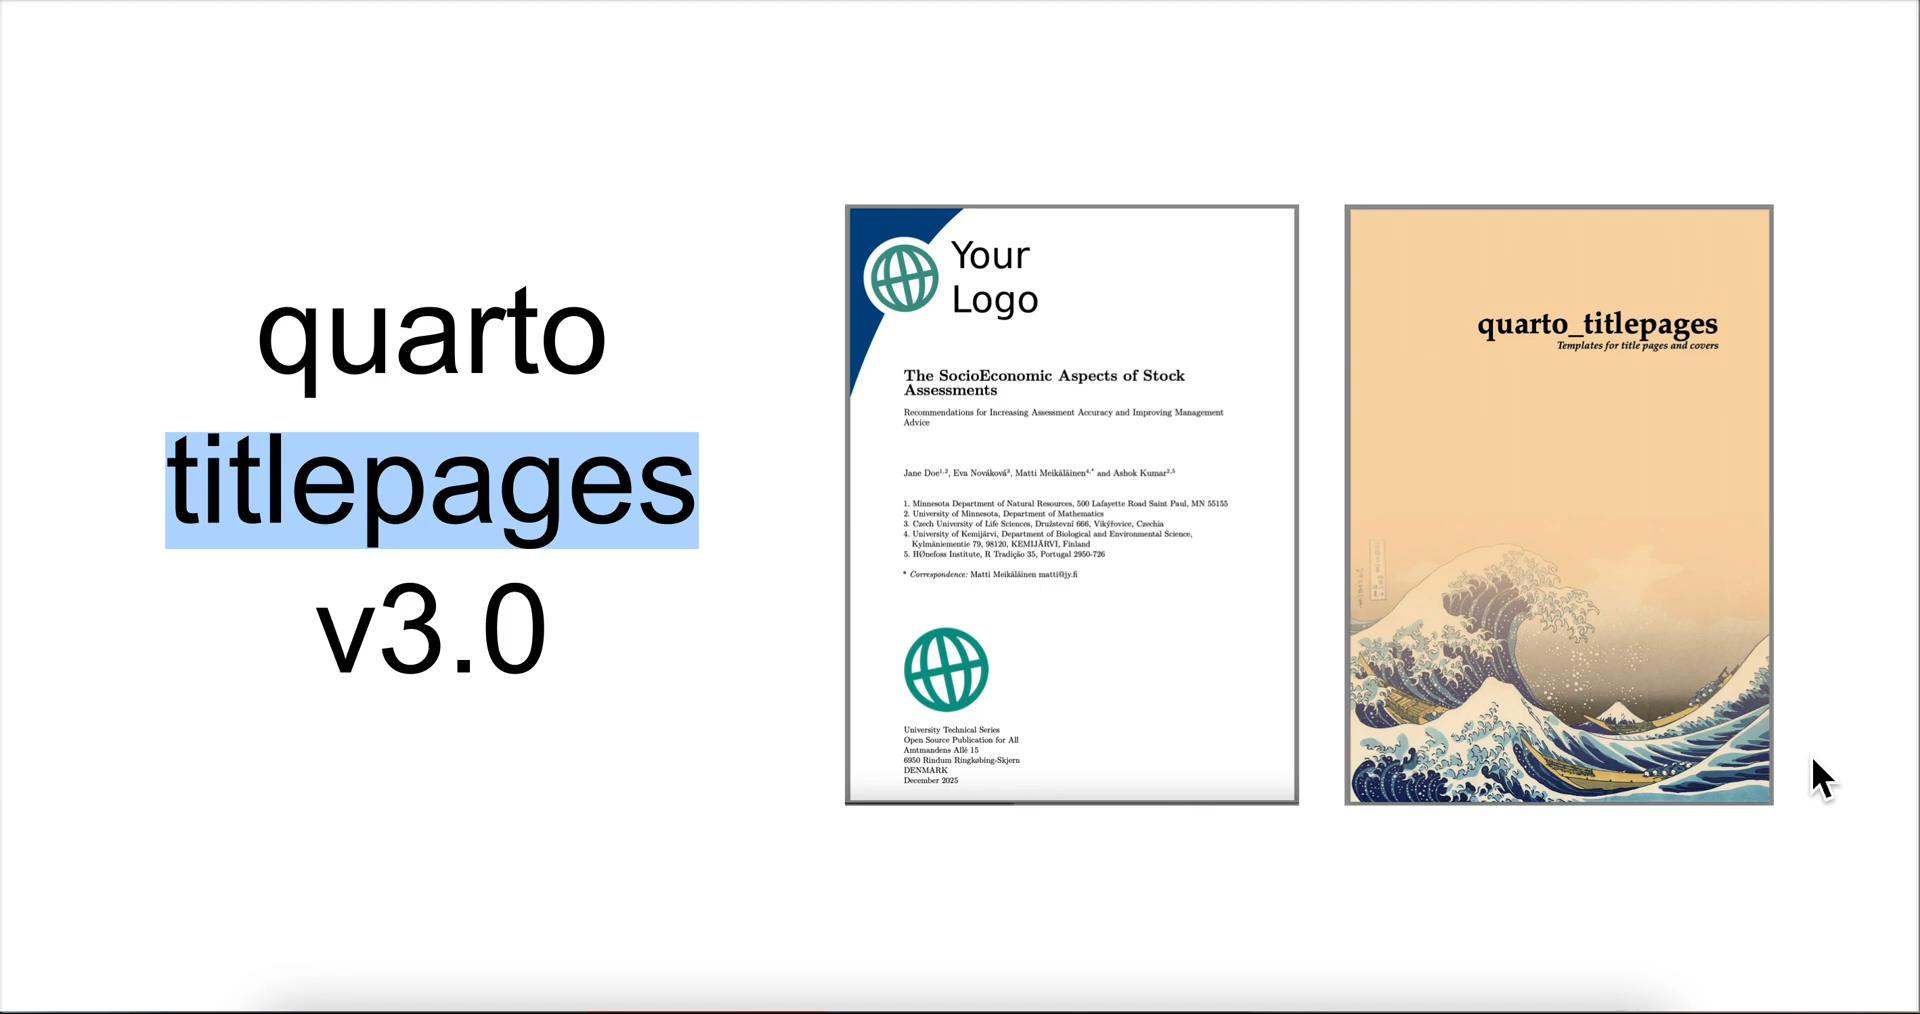 quarto
titlepages
v3.0
Your
Logo
The SocioEconomic Aspects of Stock
Assessments
Recommendations for Increasing Assessment Accuracy and Improving Management
Advice
Jane Doe1,2, Eva Nováková3, Matti Meikäläinen4,* and Ashok Kumar2,5
1. Minnesota Department of Natural Resources, 500 Lafayette Road Saint Paul, MN 55155
2. University of Minnesota, Department of Mathematics
3. Czech University of Life Sciences, Družstevní 666, Vikýřovice, Czechia
4. University of Kemijärvi, Department of Biological and Environmental Science,
Kylmäniementie 79, 98120, KEMIJÄRVI, Finland
5. HØnefoss Institute, R Tradição 35, Portugal 2950-726
* Correspondence: Matti Meikäläinen matti@jy.fi
University Technical Series
Open Source Publication for All
Amtmandens Allé 15
6950 Rindum Ringkøbing-Skjern
DENMARK
December 2025
quarto_titlepages
Templates for title pages and covers